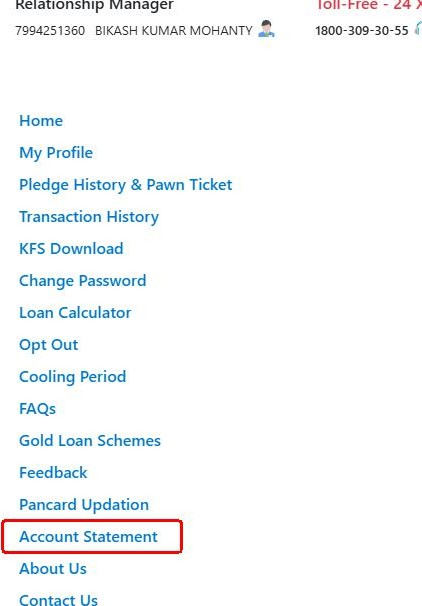 Relationship Manager
Toll-Free - 24 X
7994251360 BIKASH KUMAR MOHANTY
1800-309-30-55
Home
My Profile
Pledge History & Pawn Ticket
Transaction History
KFS Download
Change Password
Loan Calculator
Opt Out
Cooling Period
FAQs
Gold Loan Schemes
Feedback
Pancard Updation
Account Statement
About Us
Contact Us